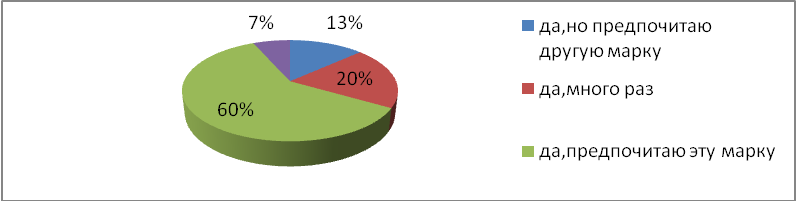 7%
13%
20%
60%
да,но предпочитаю
другую марку
да,много раз
да,предпочитаю эту марку